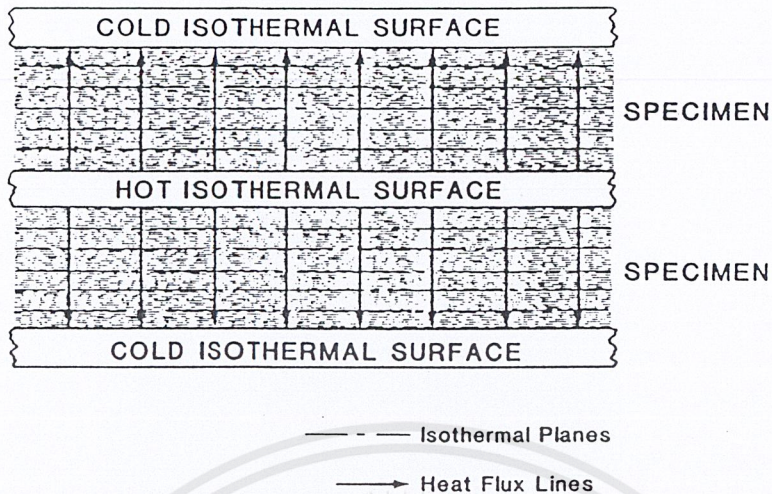 COLD ISOTHERMAL SURFACE
SPECIMEN
HOT ISOTHERMAL SURFACE
SPECIMEN
COLD ISOTHERMAL SURFACE
Isothermal Planes
Heat Flux Lines